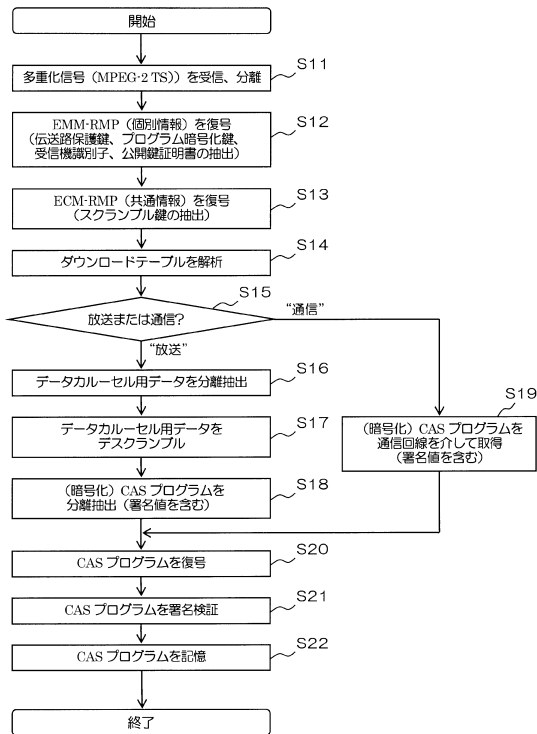 開始
S11
多重化信号（MPEG-2 TS)）を受信、分離
S12
EMM-RMP（個別情報）を復号
（伝送路保護鍵、プログラム暗号化鍵、
受信機識別子、公開鍵証明書の抽出）
S13
ECM-RMP（共通情報）を復号
（スクランブル鍵の抽出）
S14
ダウンロードテーブルを解析
S15
放送または通信?
“通信”
“放送”
S16
データカルーセル用データを分離抽出
S17
データカルーセル用データを
デスクランブル
S18
（暗号化）CAS プログラムを
分離抽出（署名値を含む）
S19
（暗号化）CAS プログラムを
通信回線を介して取得
（署名値を含む）
S20
CAS プログラムを復号
S21
CAS プログラムを署名検証
S22
CAS プログラムを記憶
終了